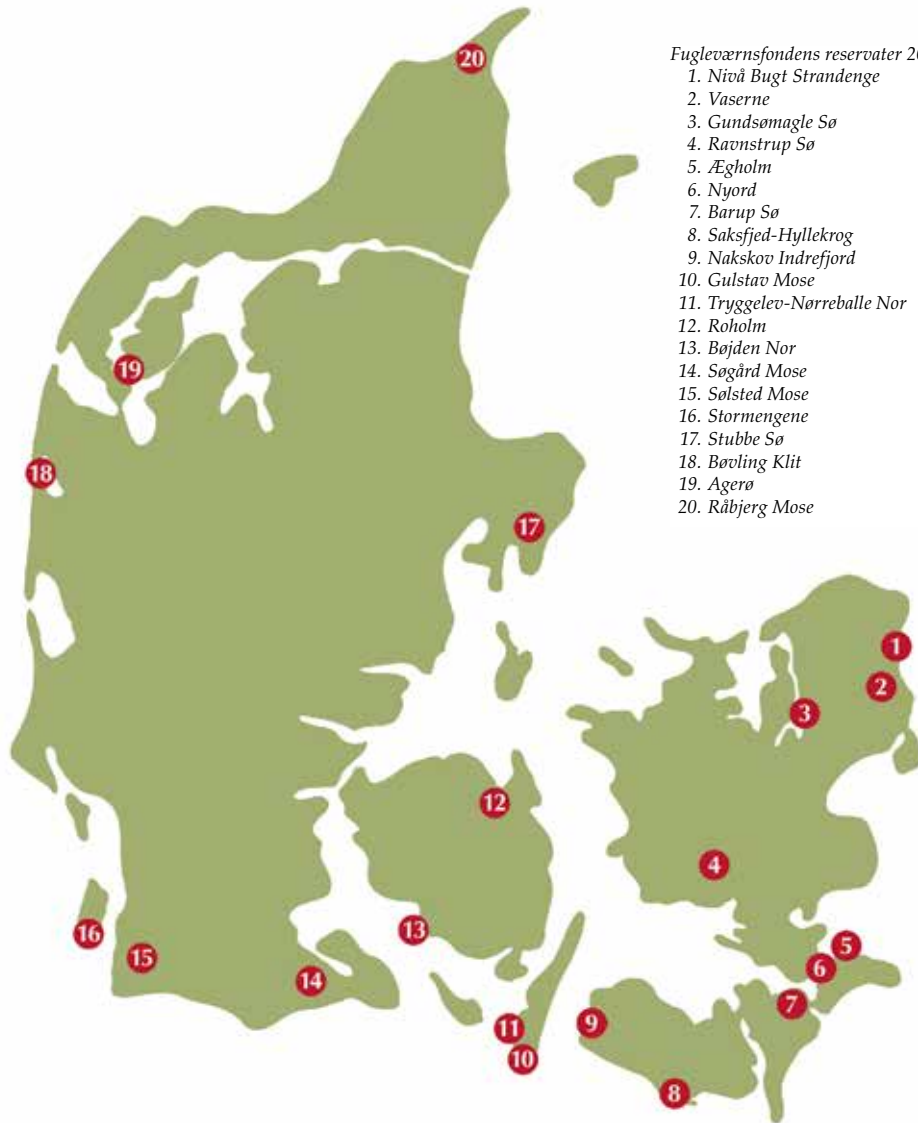 Fugleværnsfondens reservater
1. Nivå Bugt Strandenge
2. Vaserne
3. Gundsømagle Sø
4. Ravnstrup Sø
5. Ægholm
6. Nyord
7. Barup Sø
8. Saksfjed-Hyllekrog
9. Nakskov Indrefjord
10. Gulstav Mose
11. Tryggelev-Nørreballe Nor
12. Roholm
13. Bøjden Nor
14. Søgård Mose
15. Sølsted Mose
16. Stormengene
17. Stubbe Sø
18. Bøvling Klit
19. Agerø
20. Råbjerg Mose
20
19
18
17
1
2
3
12
4
16
15
14
13
5
6
7
11
10
9
8